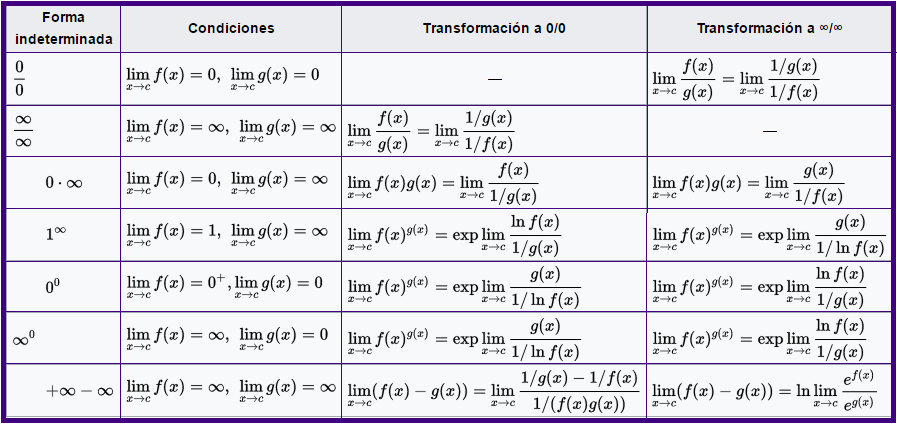 Forma indeterminada | Condiciones | Transformación a 0/0 | Transformación a ∞/∞
$\frac{0}{0}$ | $\lim_{x \to c} f(x) = 0,\ \lim_{x \to c} g(x) = 0$ | — | $\lim_{x \to c} \frac{f(x)}{g(x)} = \lim_{x \to c} \frac{1/g(x)}{1/f(x)}$
$\frac{\infty}{\infty}$ | $\lim_{x \to c} f(x) = \infty,\ \lim_{x \to c} g(x) = \infty$ | $\lim_{x \to c} \frac{f(x)}{g(x)} = \lim_{x \to c} \frac{1/g(x)}{1/f(x)}$ | —
$0 \cdot \infty$ | $\lim_{x \to c} f(x) = 0,\ \lim_{x \to c} g(x) = \infty$ | $\lim_{x \to c} f(x)g(x) = \lim_{x \to c} \frac{f(x)}{1/g(x)}$ | $\lim_{x \to c} f(x)g(x) = \lim_{x \to c} \frac{g(x)}{1/f(x)}$
$1^\infty$ | $\lim_{x \to c} f(x) = 1,\ \lim_{x \to c} g(x) = \infty$ | $\lim_{x \to c} f(x)^{g(x)} = \exp \lim_{x \to c} \frac{\ln f(x)}{1/g(x)}$ | $\lim_{x \to c} f(x)^{g(x)} = \exp \lim_{x \to c} \frac{g(x)}{1/\ln f(x)}$
$0^0$ | $\lim_{x \to c} f(x) = 0^+, \lim_{x \to c} g(x) = 0$ | $\lim_{x \to c} f(x)^{g(x)} = \exp \lim_{x \to c} \frac{g(x)}{1/\ln f(x)}$ | $\lim_{x \to c} f(x)^{g(x)} = \exp \lim_{x \to c} \frac{\ln f(x)}{1/g(x)}$
$\infty^0$ | $\lim_{x \to c} f(x) = \infty,\ \lim_{x \to c} g(x) = 0$ | $\lim_{x \to c} f(x)^{g(x)} = \exp \lim_{x \to c} \frac{g(x)}{1/\ln f(x)}$ | $\lim_{x \to c} f(x)^{g(x)} = \exp \lim_{x \to c} \frac{\ln f(x)}{1/g(x)}$
$+\infty - \infty$ | $\lim_{x \to c} f(x) = \infty,\ \lim_{x \to c} g(x) = \infty$ | $\lim_{x \to c} (f(x) - g(x)) = \lim_{x \to c} \frac{1/g(x) - 1/f(x)}{1/(f(x)g(x))}$ | $\lim_{x \to c} (f(x) - g(x)) = \ln \lim_{x \to c} \frac{e^{f(x)}}{e^{g(x)}}$